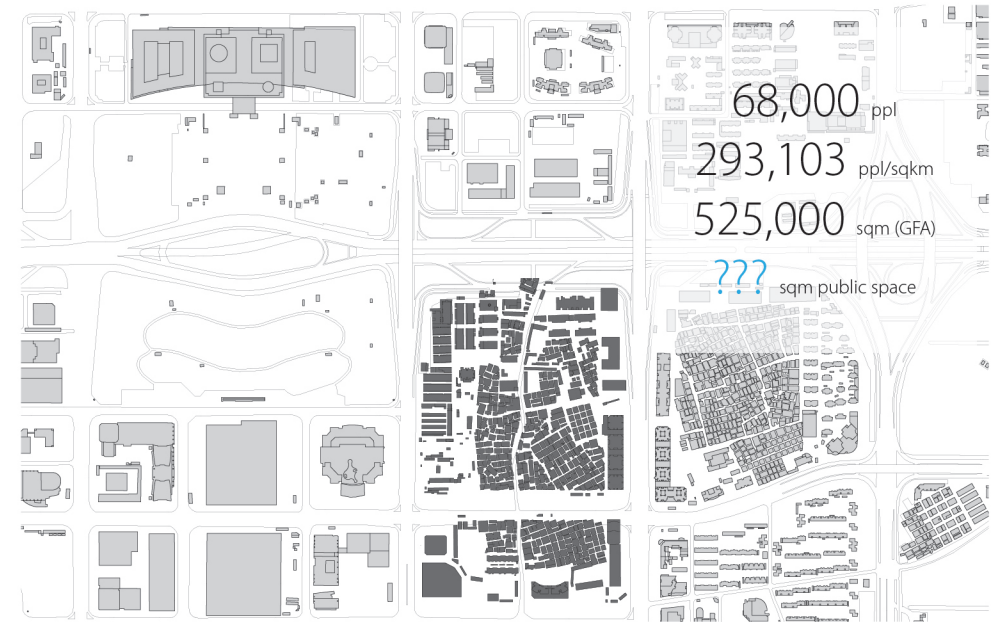 68,000 ppl
293,103 ppl/sqkm
525,000 sqm (GFA)
??? sqm public space